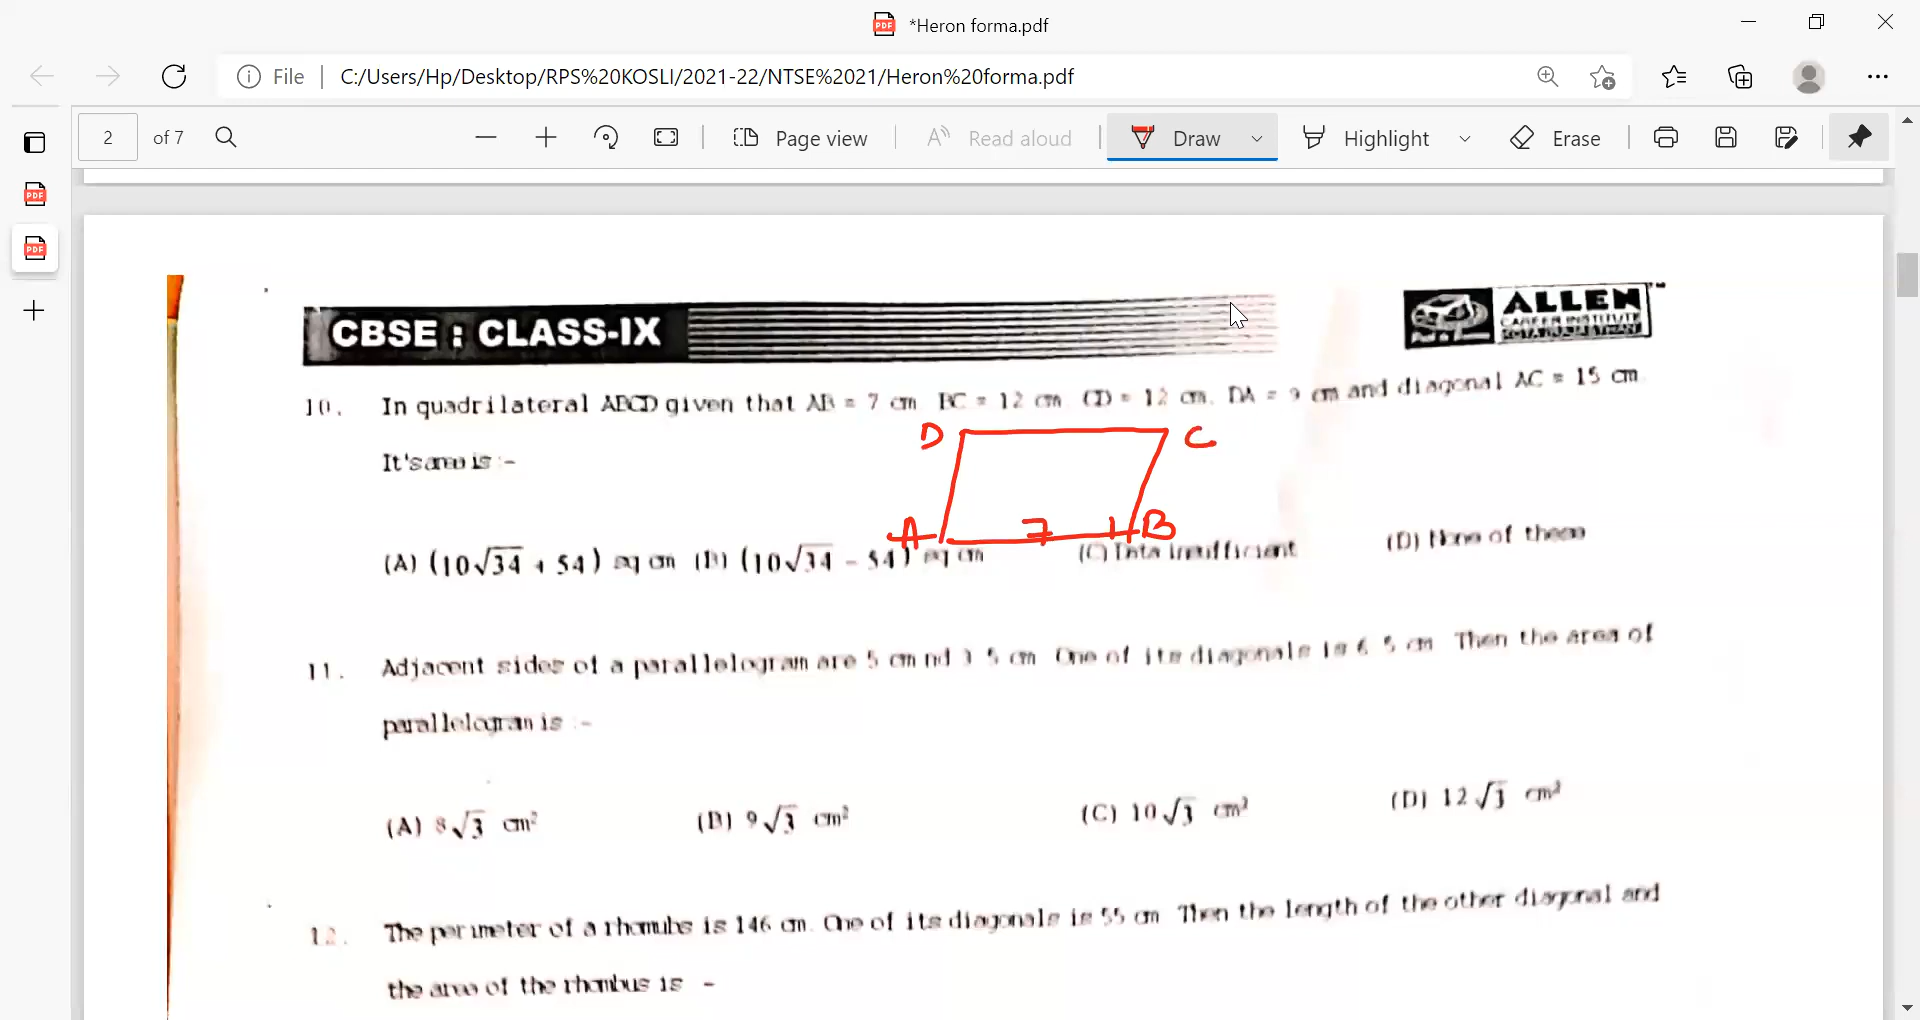 *Heron forma.pdf
File C:/Users/Hp/Desktop/RPS%20KOSLI/2021-22/NTSE%2021/Heron%20forma.pdf
2 of 7 Page view Read aloud Draw Highlight Erase
CBSE : CLASS-IX
ALLEN
CAREER INSTITUTE
10. In quadrilateral ABCD given that AB = 7 cm BC = 12 cm CD = 12 cm. DA = 9 cm and diagonal AC = 15 cm
D C
It's area is :-
A 7 B
(A) (10√34 + 54) sq cm (B) (10√34 - 54) sq cm (C) Data insufficient (D) None of these
11. Adjacent sides of a parallelogram are 5 cm nd 3 5 cm One of its diagonals is 6 5 cm Then the area of
parallelogram is :-
(A) 8√3 cm² (B) 9√3 cm² (C) 10√3 cm² (D) 12√3 cm²
12. The perimeter of a rhomubs is 146 cm. One of its diagonals is 55 cm Then the length of the other diagonal and
the area of the rhombus is -